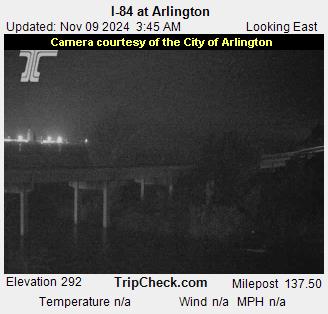 I-84 at Arlington
Updated: Nov 09 2024 3:45 AM Looking East
Camera courtesy of the City of Arlington
Elevation 292 TripCheck.com Milepost 137.50
Temperature n/a Wind n/a MPH n/a